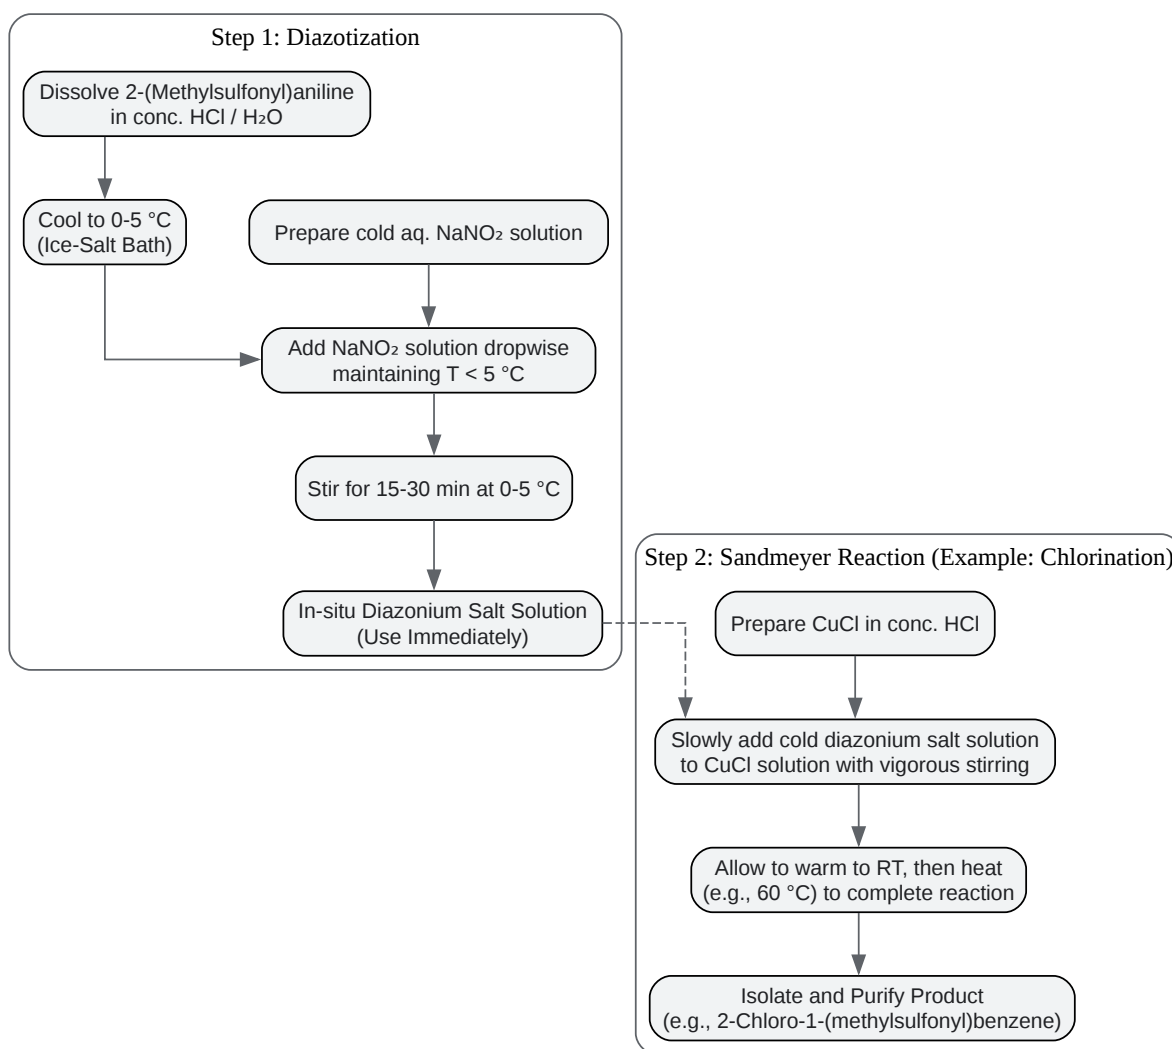 Step 1: Diazotization
Dissolve 2-(Methylsulfonyl)aniline
in conc. HCl / H₂O
Cool to 0-5 °C
(Ice-Salt Bath)
Prepare cold aq. NaNO₂ solution
Add NaNO₂ solution dropwise
maintaining T < 5 °C
Stir for 15-30 min at 0-5 °C
In-situ Diazonium Salt Solution
(Use Immediately)
Step 2: Sandmeyer Reaction (Example: Chlorination)
Prepare CuCl in conc. HCl
Slowly add cold diazonium salt solution
to CuCl solution with vigorous stirring
Allow to warm to RT, then heat
(e.g., 60 °C) to complete reaction
Isolate and Purify Product
(e.g., 2-Chloro-1-(methylsulfonyl)benzene)